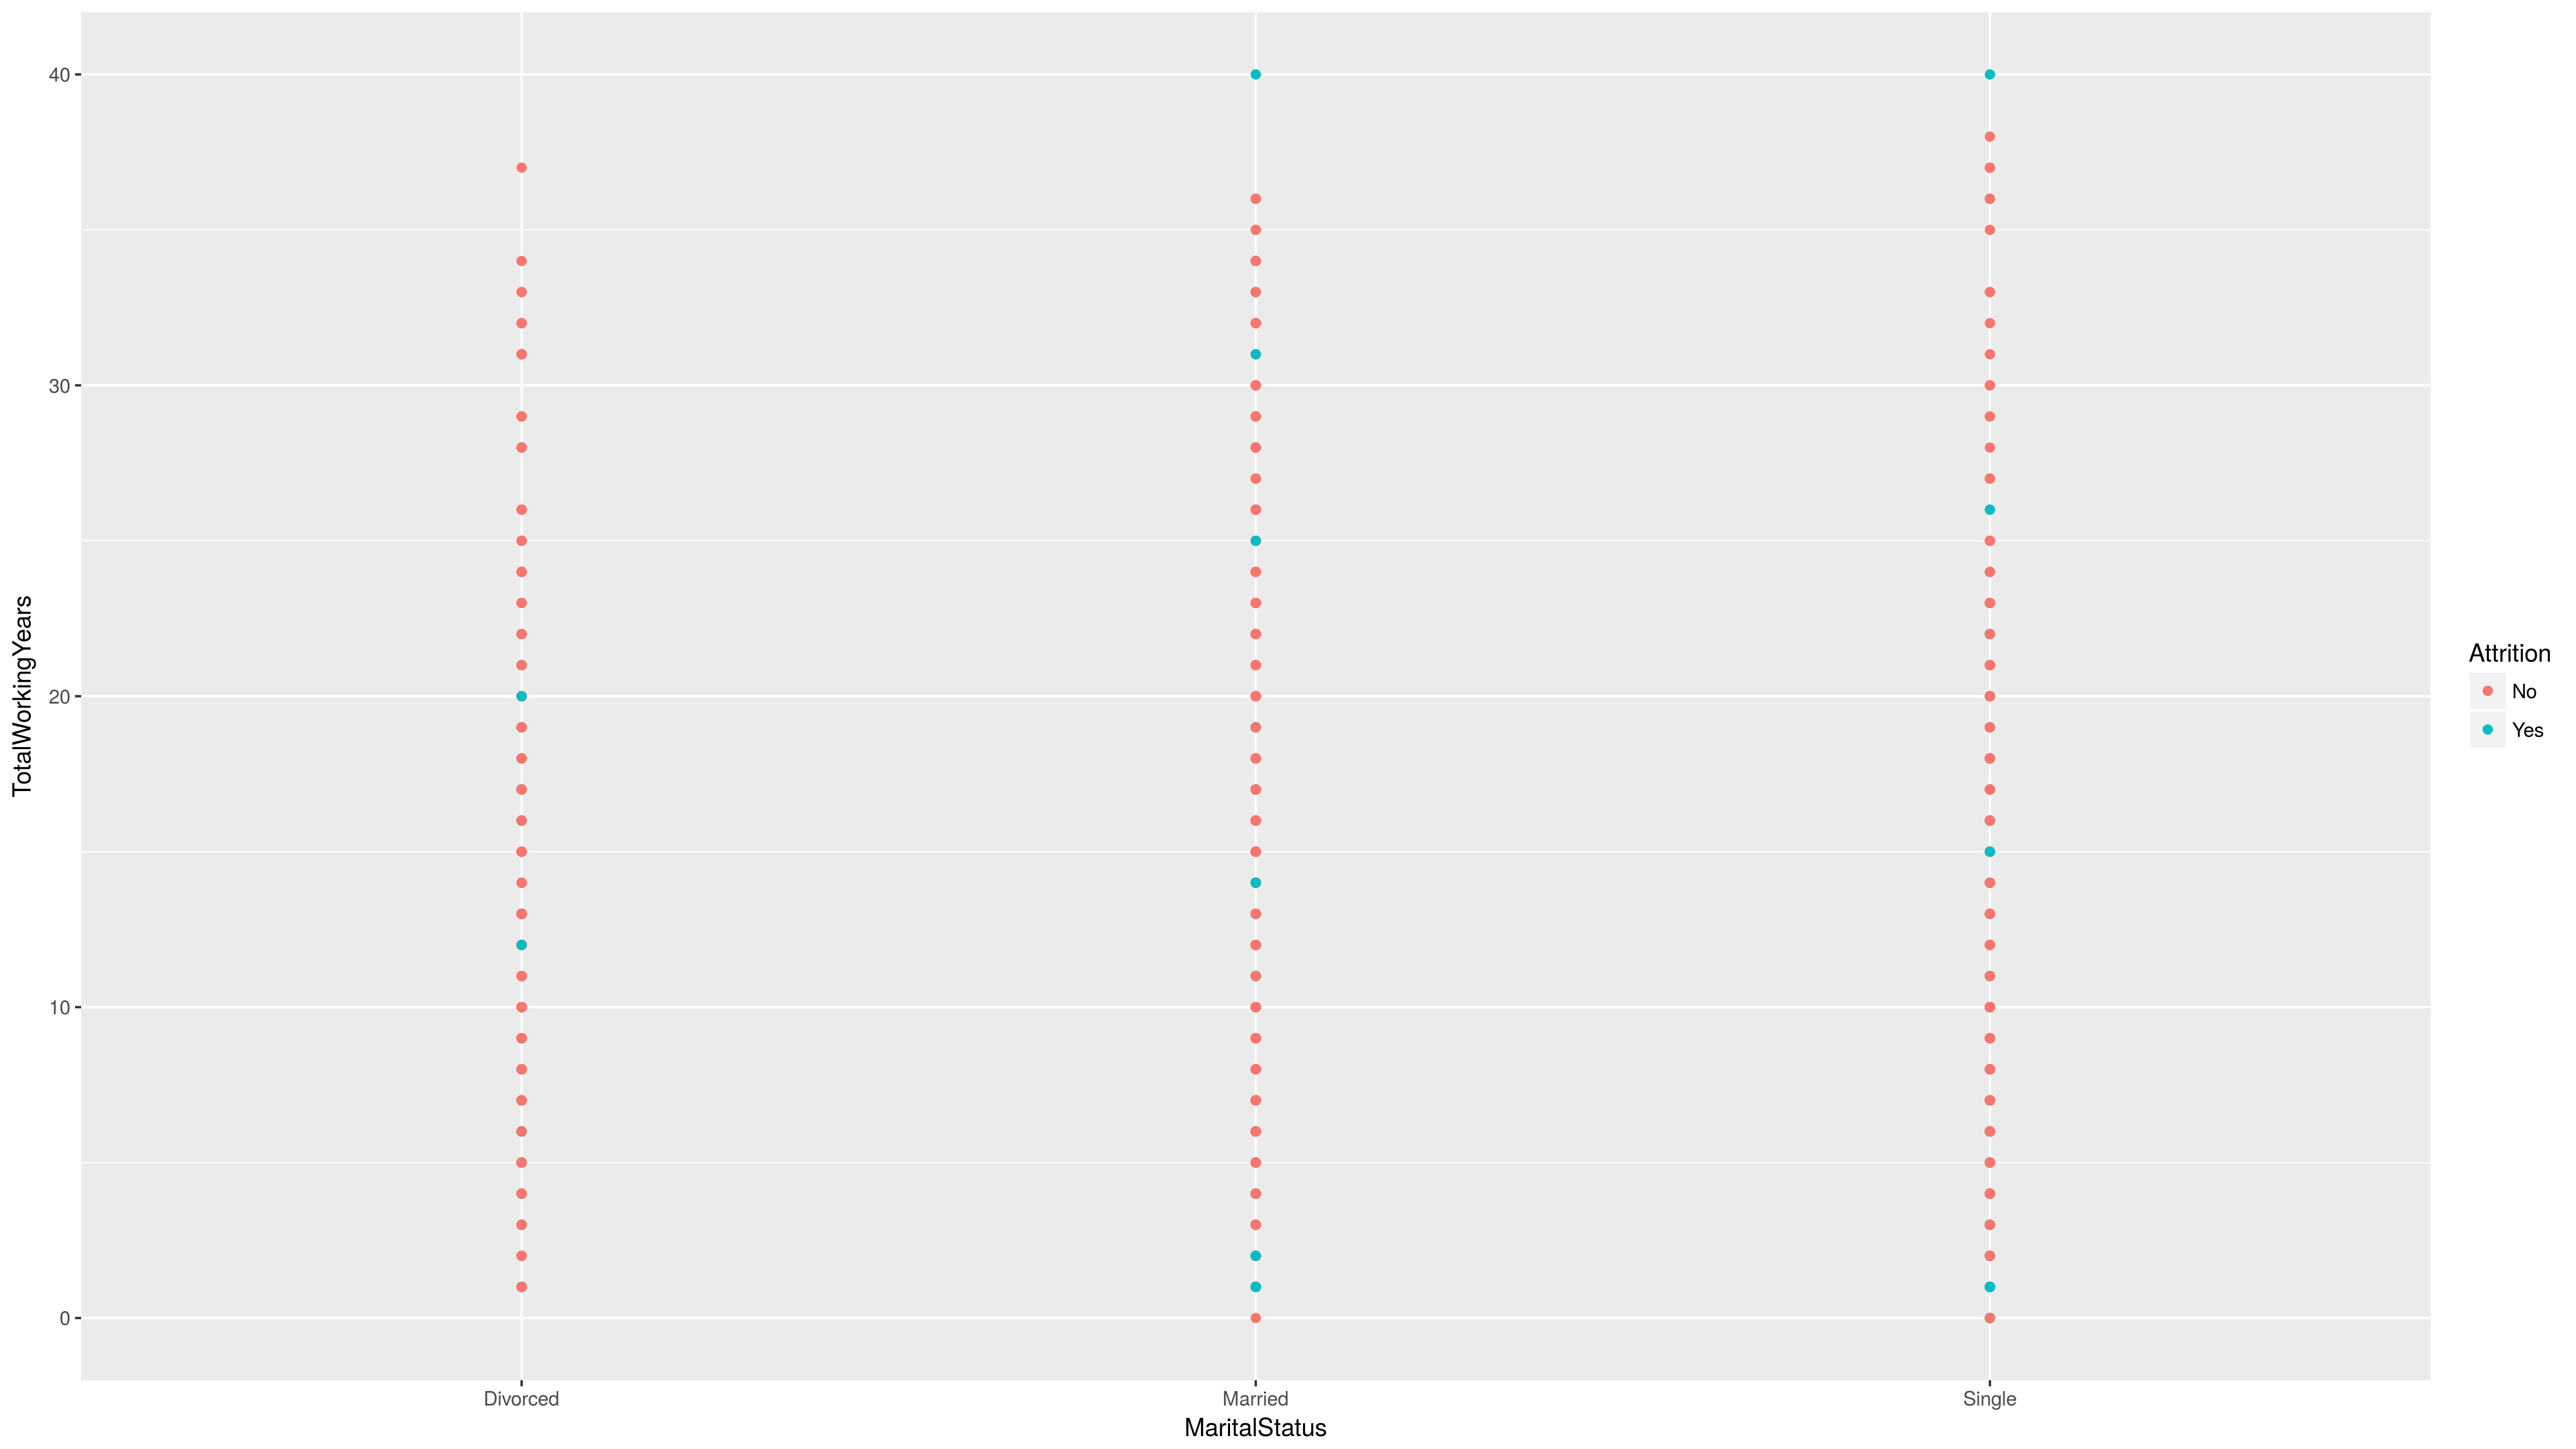 40
30
20
10
0
TotalWorkingYears
Divorced
Married
Single
MaritalStatus
Attrition
No
Yes